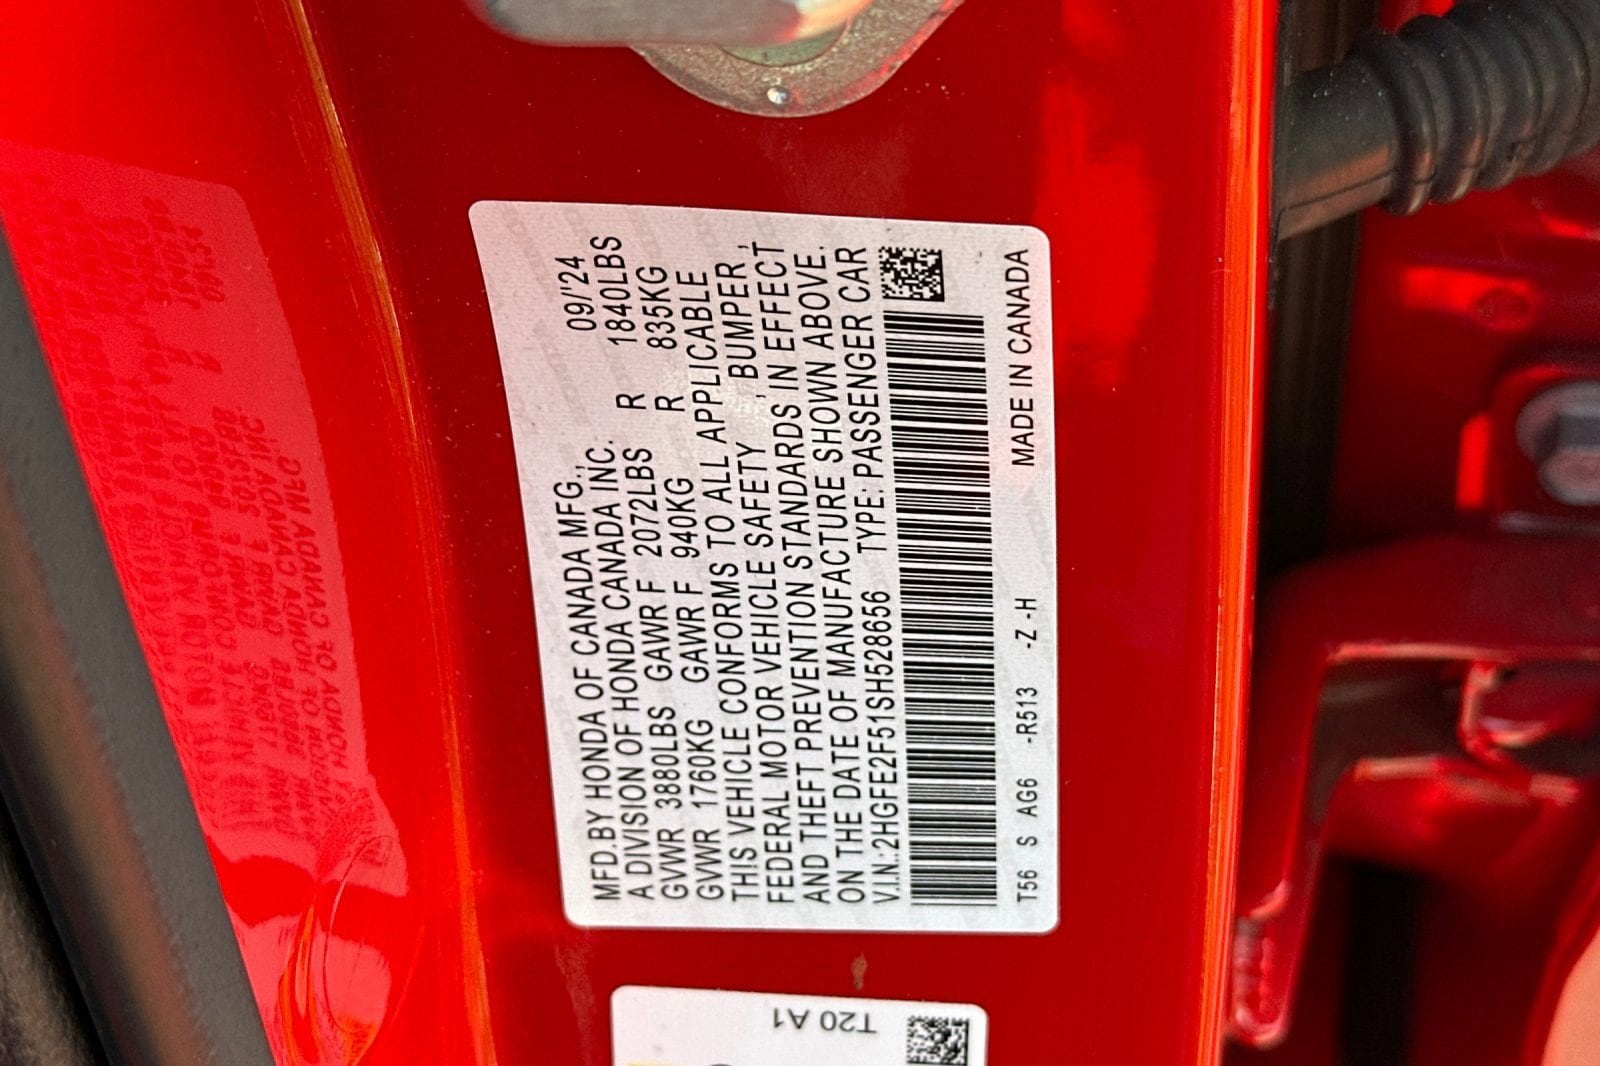 MFD.BY HONDA OF CANADA MFG., 09/'24
A DIVISION OF HONDA CANADA INC.
GVWR 3880LBS GAWR F 2072LBS R 1840LBS
GVWR 1760KG GAWR F 940KG R 835KG
THIS VEHICLE CONFORMS TO ALL APPLICABLE
FEDERAL MOTOR VEHICLE SAFETY, BUMPER,
AND THEFT PREVENTION STANDARDS IN EFFECT
ON THE DATE OF MANUFACTURE SHOWN ABOVE.
V.I.N.:2HGFE2F51SH528656 TYPE: PASSENGER CAR
T56 S AG6 -R513 -Z -H MADE IN CANADA
T20 A1